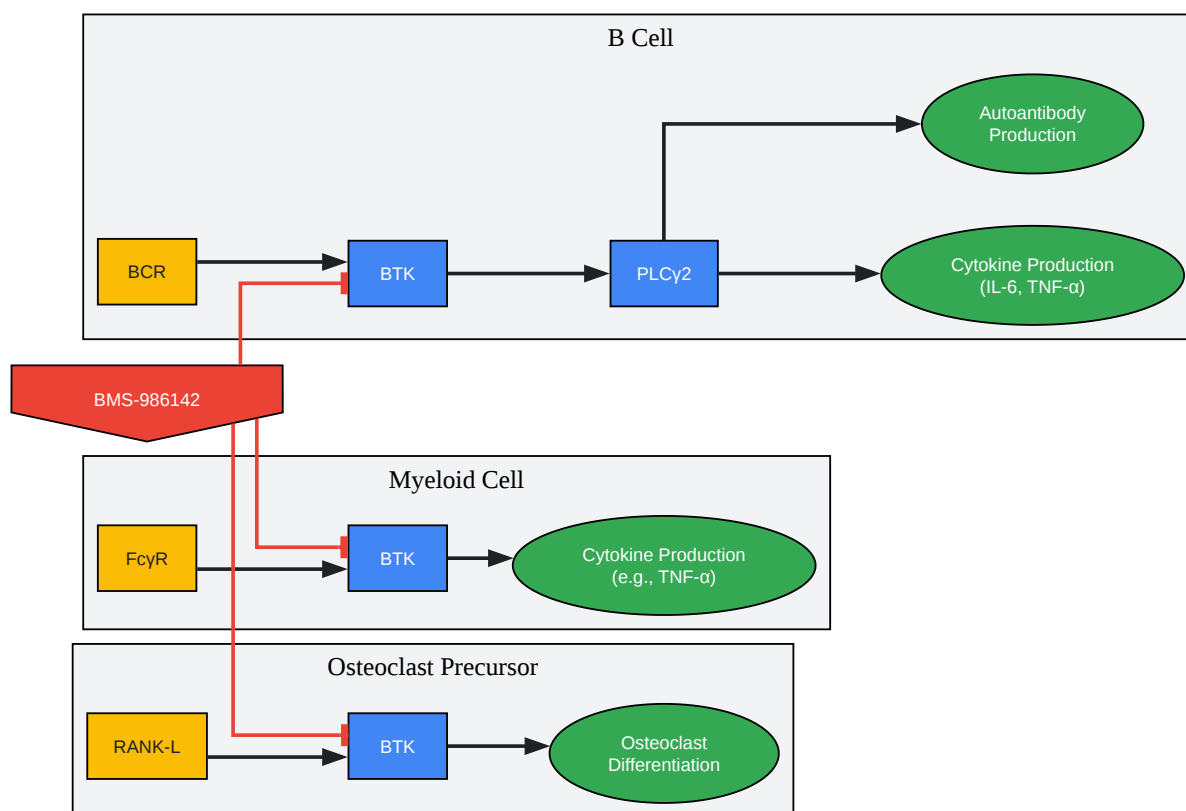 B Cell
Autoantibody
Production
BCR
BTK
PLCγ2
Cytokine Production
(IL-6, TNF-α)
BMS-986142
Myeloid Cell
FcγR
BTK
Cytokine Production
(e.g., TNF-α)
Osteoclast Precursor
RANK-L
BTK
Osteoclast
Differentiation